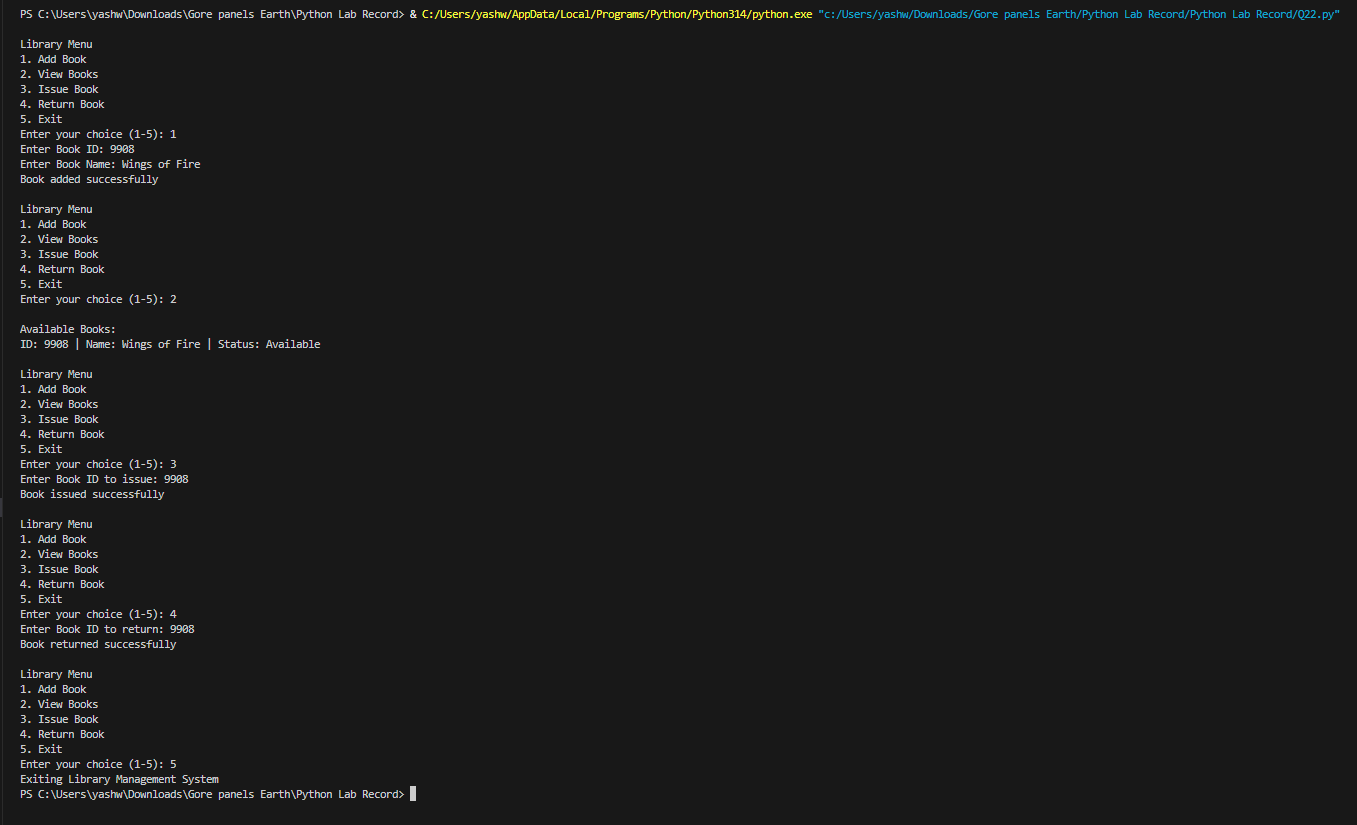 PS C:\Users\yashw\Downloads\Gore panels Earth\Python Lab Record> & C:/Users/yashw/AppData/Local/Programs/Python/Python314/python.exe "c:/Users/yashw/Downloads/Gore panels Earth/Python Lab Record/Python Lab Record/Q22.py"
Library Menu
1. Add Book
2. View Books
3. Issue Book
4. Return Book
5. Exit
Enter your choice (1-5): 1
Enter Book ID: 9908
Enter Book Name: Wings of Fire
Book added successfully
Library Menu
1. Add Book
2. View Books
3. Issue Book
4. Return Book
5. Exit
Enter your choice (1-5): 2
Available Books:
ID: 9908 | Name: Wings of Fire | Status: Available
Library Menu
1. Add Book
2. View Books
3. Issue Book
4. Return Book
5. Exit
Enter your choice (1-5): 3
Enter Book ID to issue: 9908
Book issued successfully
Library Menu
1. Add Book
2. View Books
3. Issue Book
4. Return Book
5. Exit
Enter your choice (1-5): 4
Enter Book ID to return: 9908
Book returned successfully
Library Menu
1. Add Book
2. View Books
3. Issue Book
4. Return Book
5. Exit
Enter your choice (1-5): 5
Exiting Library Management System
PS C:\Users\yashw\Downloads\Gore panels Earth\Python Lab Record>